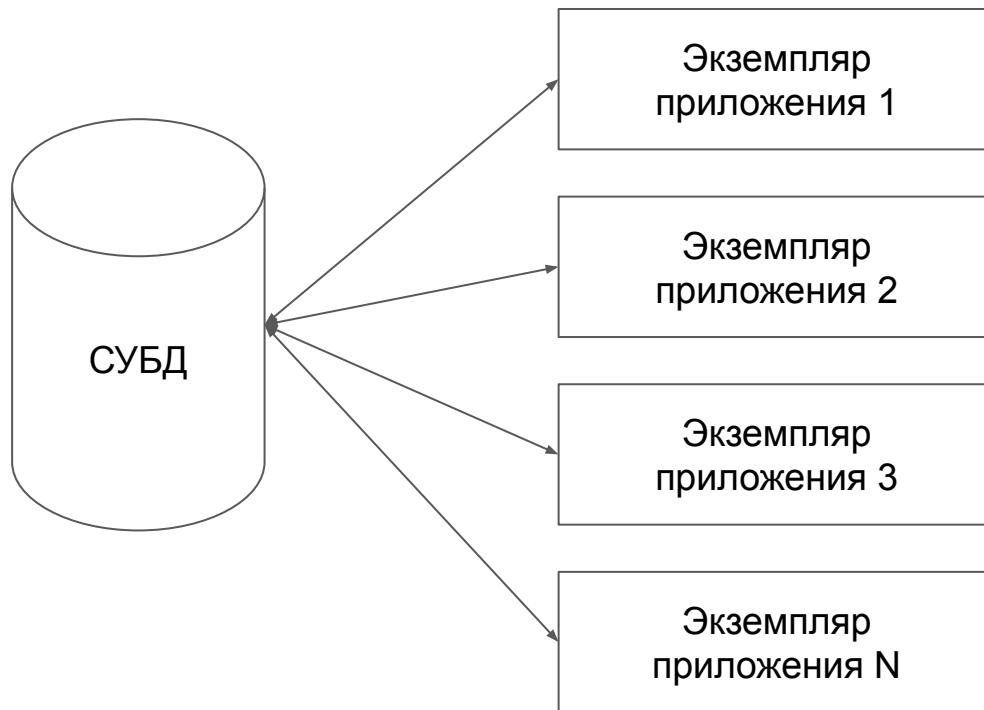 Экземпляр
приложения 1
Экземпляр
приложения 2
СУБД
Экземпляр
приложения 3
Экземпляр
приложения N